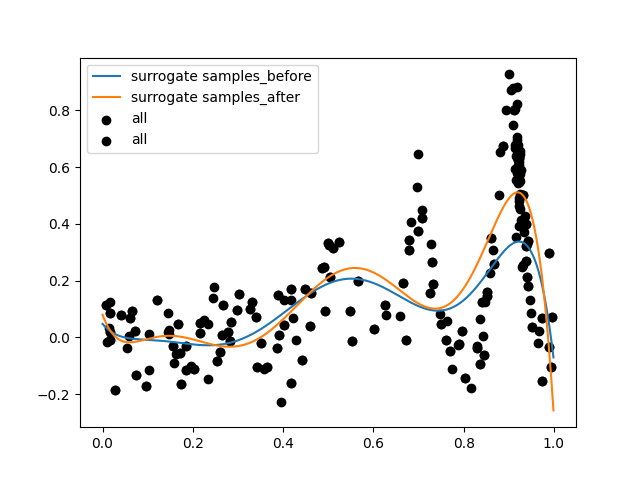 surrogate samples_before
surrogate samples_after
all
all
0.8
0.6
0.4
0.2
0.0
−0.2
0.0 0.2 0.4 0.6 0.8 1.0